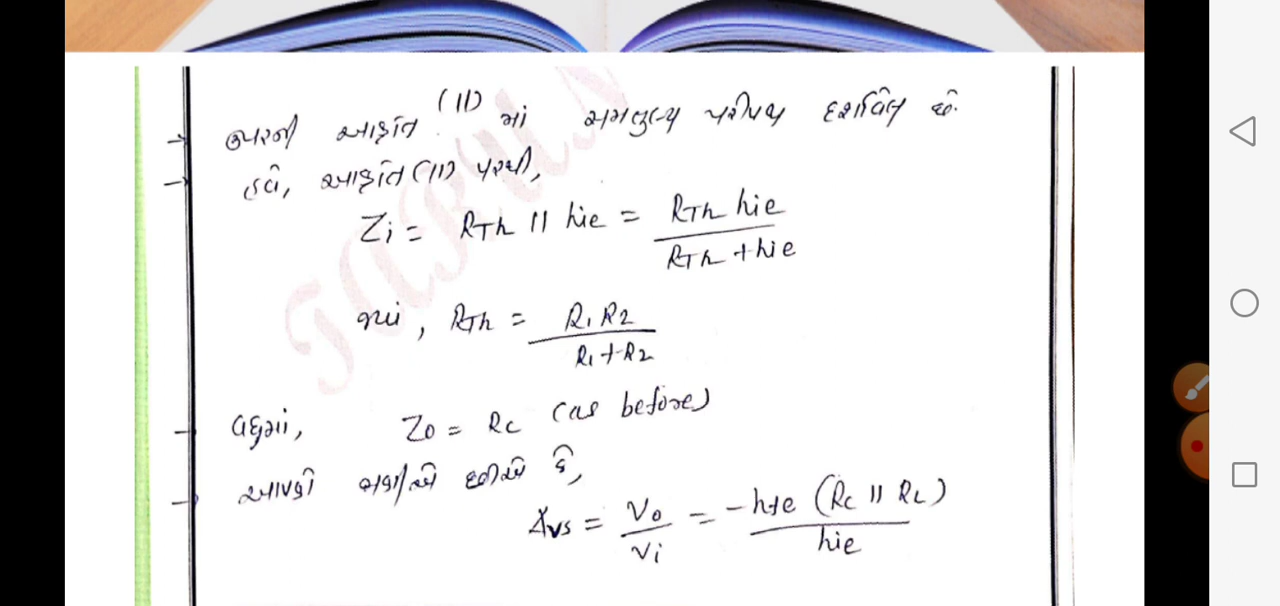 → ઉપરની આકૃતિ (II) માં સમતુલ્ય પરીપથ દર્શાવેલ છે.
→ હવે, આકૃતિ (II) પરથી,
Zi = RTh || hie = RTh hie / RTh + hie
જ્યાં, RTh = R1 R2 / R1 + R2
- વધુમાં, Zo = Rc (as before)
→ આપણે જાણીએ છીએ કે,
Avs = Vo / Vi = -hfe (Rc || RL) / hie
TARUN